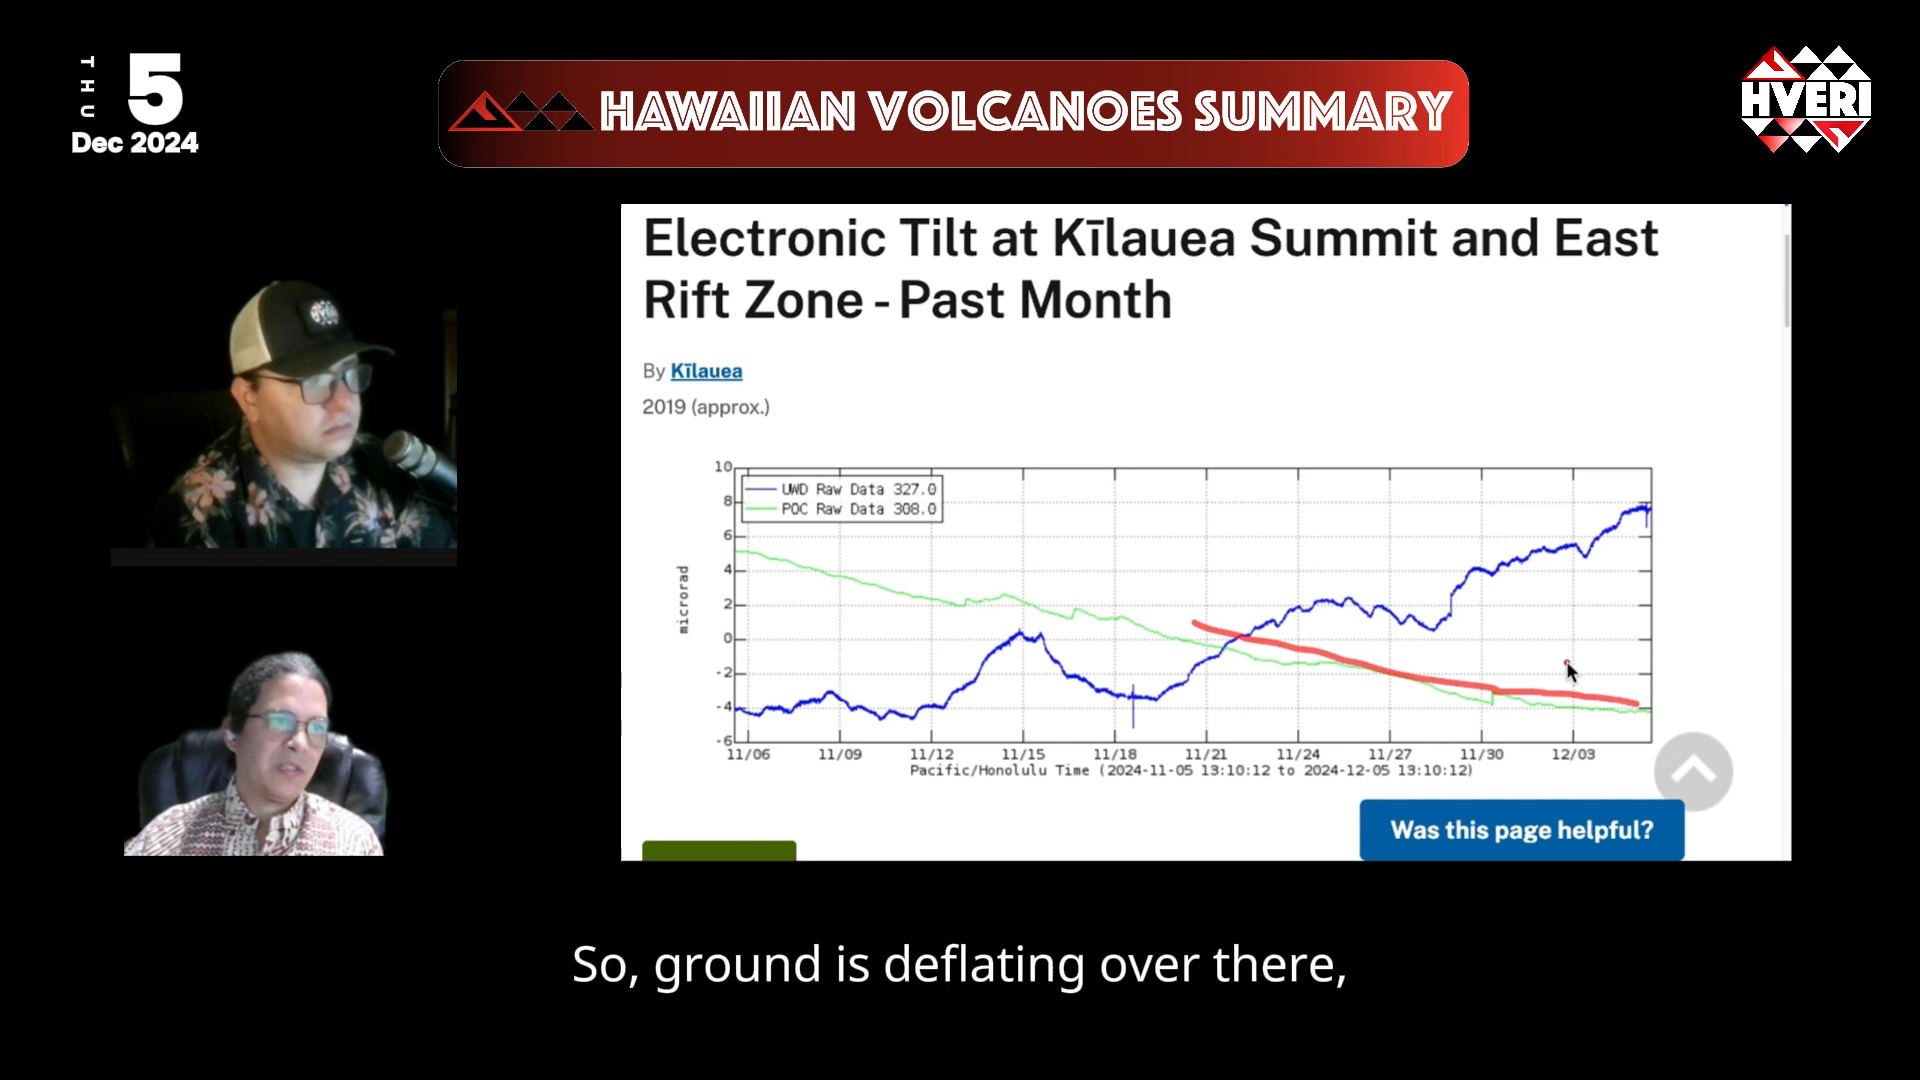 THU
5
Dec 2024
HAWAIIAN VOLCANOES SUMMARY
HVERI
Electronic Tilt at Kīlauea Summit and East
Rift Zone - Past Month
By Kīlauea
2019 (approx.)
10
8
6
4
2
0
-2
-4
-6
microrad
UWD Raw Data 327.0
POC Raw Data 308.0
11/06 11/09 11/12 11/15 11/18 11/21 11/24 11/27 11/30 12/03
Pacific/Honolulu Time (2024-11-05 13:10:12 to 2024-12-05 13:10:12)
Was this page helpful?
So, ground is deflating over there,